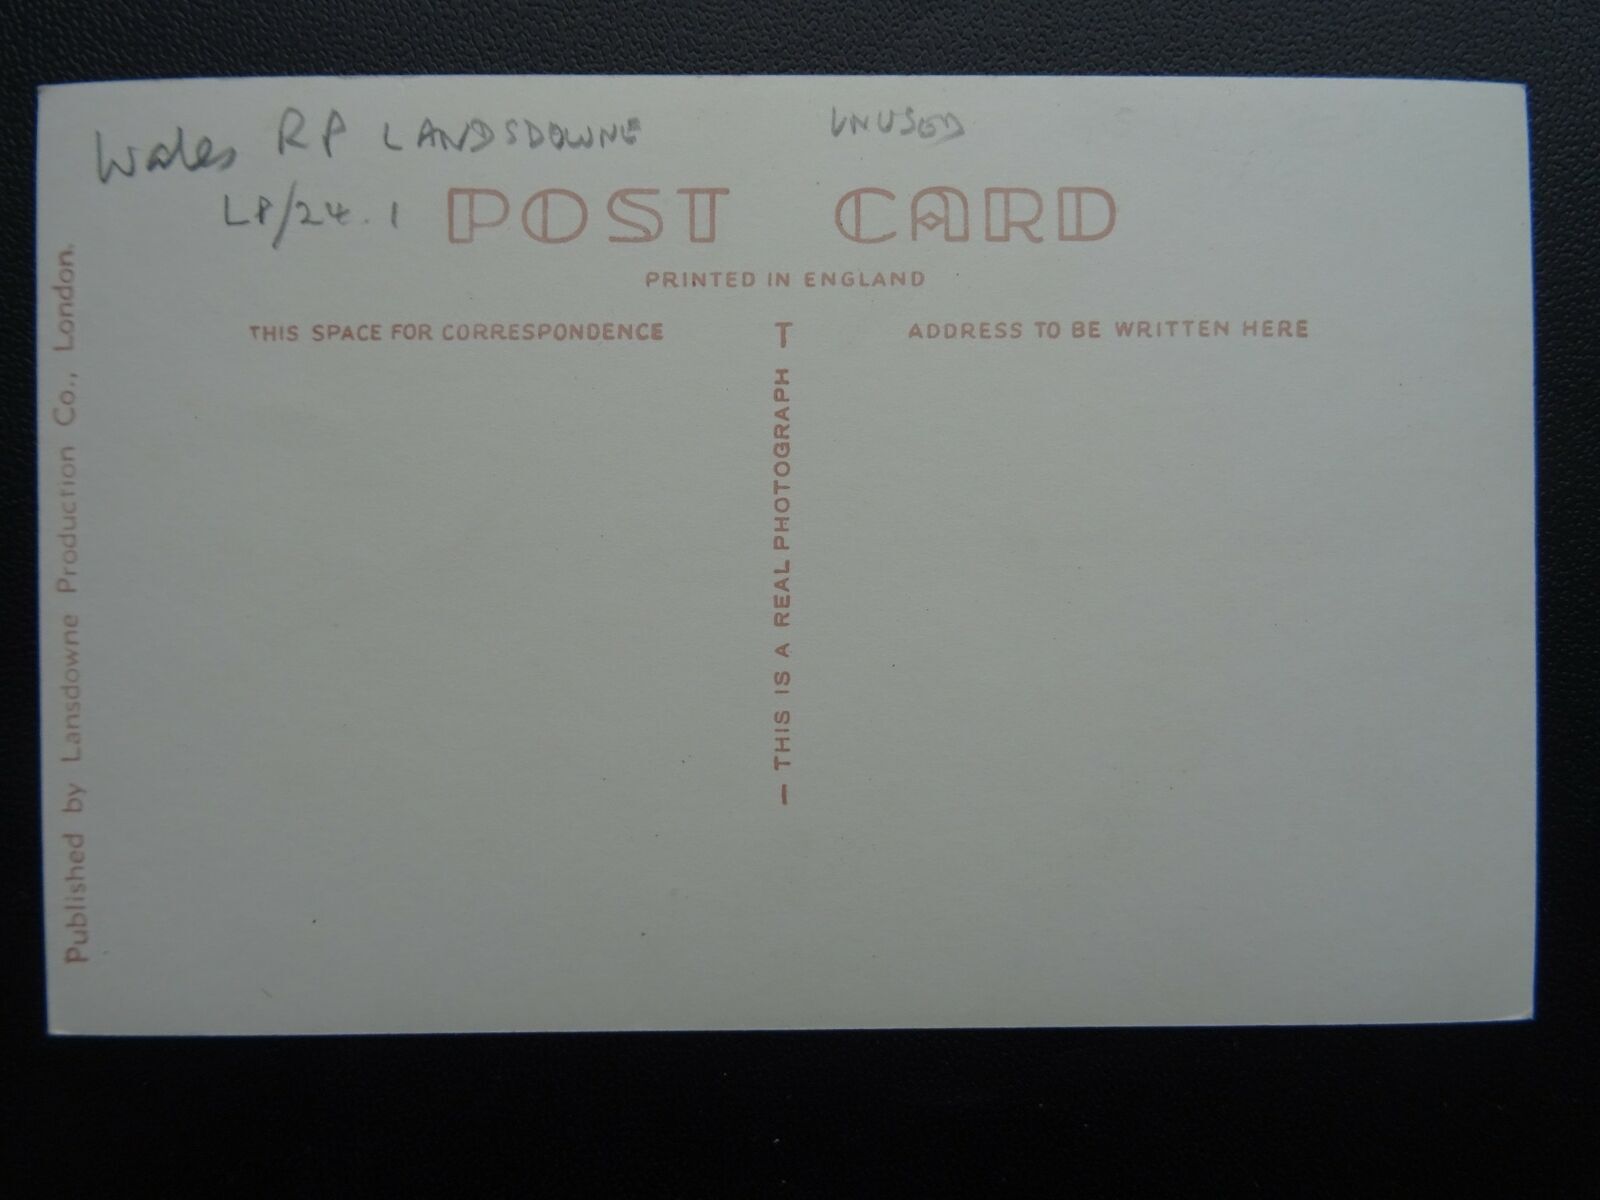 Wales RP LANDSDOWNE UNUSED
LP/24.1
POST CARD
PRINTED IN ENGLAND
THIS SPACE FOR CORRESPONDENCE
T
ADDRESS TO BE WRITTEN HERE
— THIS IS A REAL PHOTOGRAPH
Published by Lansdowne Production Co., London.